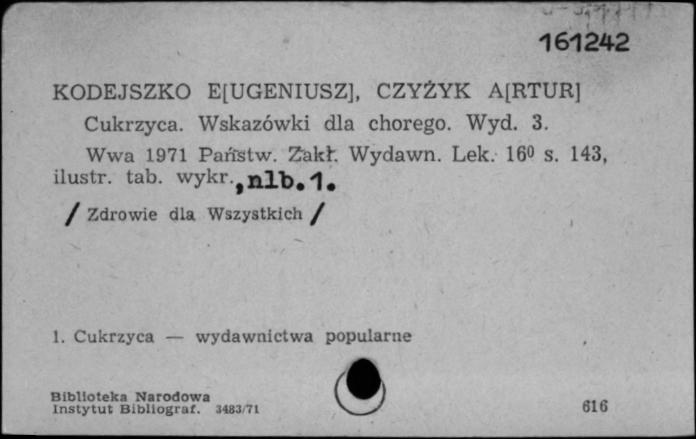 161242
KODEJSZKO E[UGENIUSZ], CZYŻYK A[RTUR]
Cukrzyca. Wskazówki dla chorego. Wyd. 3.
Wwa 1971 Państw. Zakł. Wydawn. Lek. 16⁰ s. 143,
ilustr. tab. wykr., nlb.1.
/ Zdrowie dla Wszystkich /
1. Cukrzyca — wydawnictwa popularne
Biblioteka Narodowa
Instytut Bibliograf. 3483/71
616